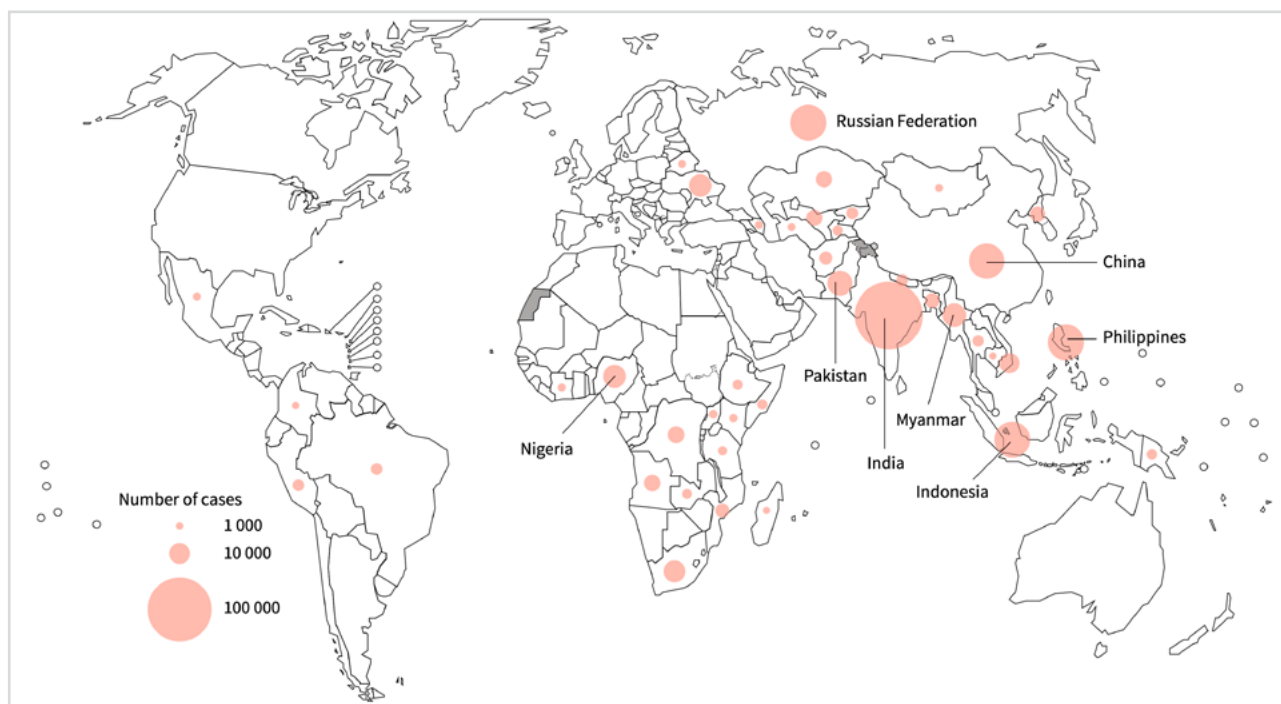 Russian Federation
China
Philippines
Pakistan
Myanmar
Nigeria
India
Indonesia
Number of cases
1 000
10 000
100 000